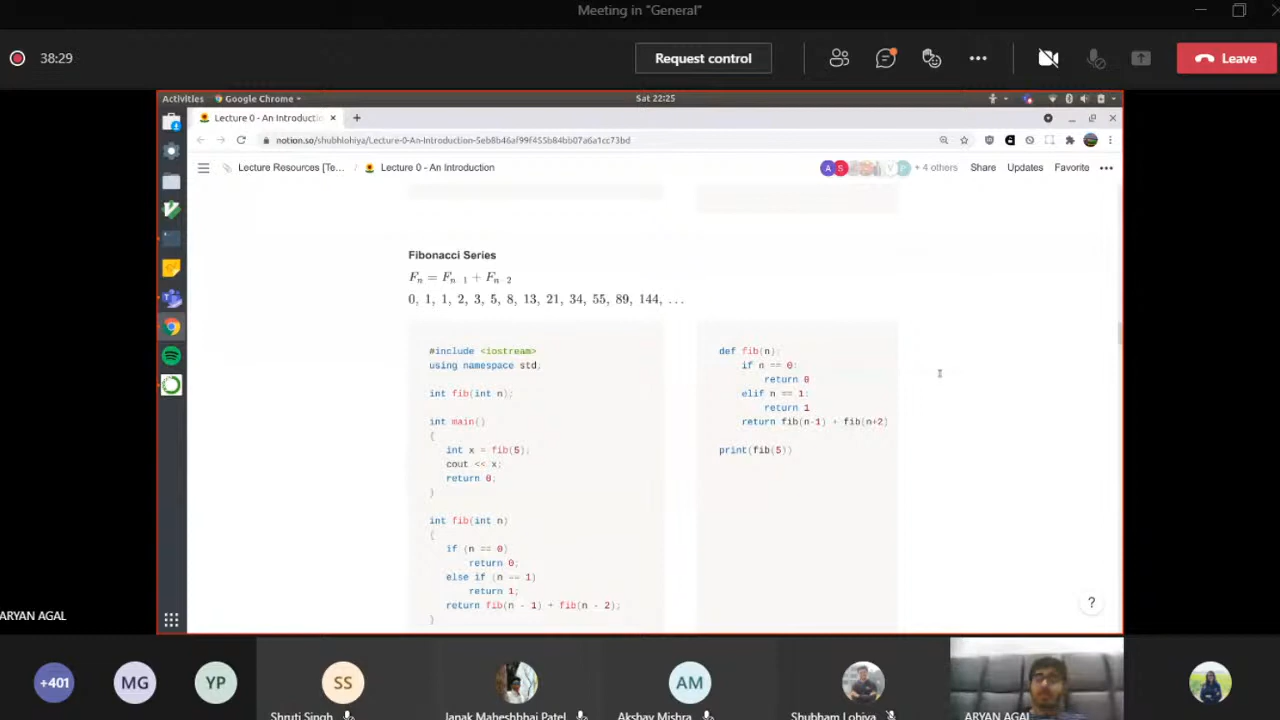 Meeting in "General"
38:29
Request control
Leave
Activities
Google Chrome
Sat 22:25
Lecture 0 - An Introductio
notion.so/shubhlohiya/Lecture-0-An-Introduction-5eb8b46af99f455b84bb07a6a1cc73bd
Lecture Resources [Te... / Lecture 0 - An Introduction
A S V P + 4 others Share Updates Favorite
Fibonacci Series
Fn = Fn 1 + Fn 2
0, 1, 1, 2, 3, 5, 8, 13, 21, 34, 55, 89, 144, ...
#include <iostream>
using namespace std;
int fib(int n);
int main()
{
int x = fib(5);
cout << x;
return 0;
}
int fib(int n)
{
if (n == 0)
return 0;
else if (n == 1)
return 1;
return fib(n - 1) + fib(n - 2);
}
def fib(n):
if n == 0:
return 0
elif n == 1:
return 1
return fib(n-1) + fib(n+2)
print(fib(5))
?
ARYAN AGAL
+401
MG
YP
SS
Shruti Singh
Janak Maheshbhai Patel
AM
Akshay Mishra
Shubham Lohiya
ARYAN AGAL